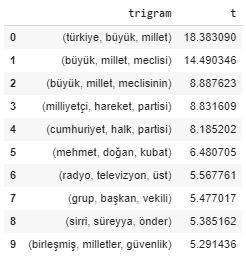 trigram t
0 (türkiye, büyük, millet) 18.383090
1 (büyük, millet, meclisi) 14.490346
2 (büyük, millet, meclisinin) 8.887623
3 (milliyetçi, hareket, partisi) 8.831609
4 (cumhuriyet, halk, partisi) 8.185202
5 (mehmet, doğan, kubat) 6.480705
6 (radyo, televizyon, üst) 5.567761
7 (grup, başkan, vekili) 5.477017
8 (sirri, süreyya, önder) 5.385162
9 (birleşmiş, milletler, güvenlik) 5.291436